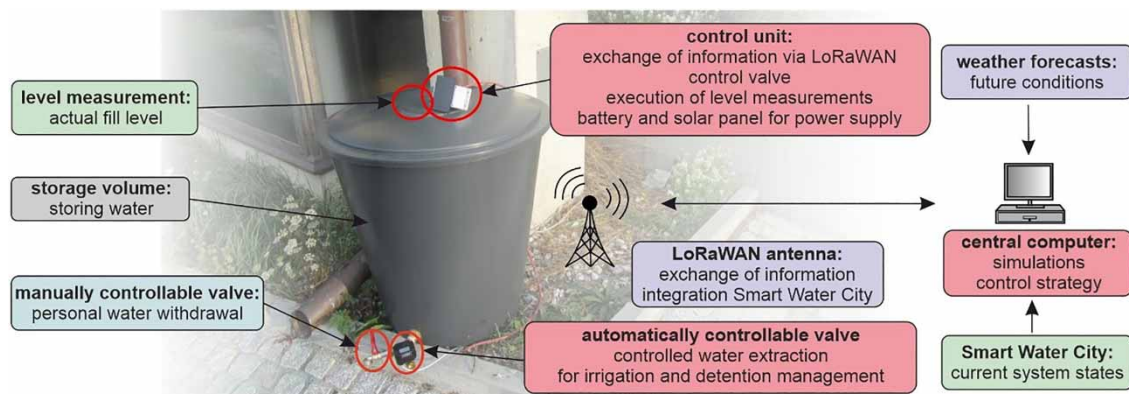 control unit:
exchange of information via LoRaWAN
control valve
execution of level measurements
battery and solar panel for power supply
weather forecasts:
future conditions
level measurement:
actual fill level
storage volume:
storing water
LoRaWAN antenna:
exchange of information
integration Smart Water City
central computer:
simulations
control strategy
manually controllable valve:
personal water withdrawal
automatically controllable valve
controlled water extraction
for irrigation and detention management
Smart Water City:
current system states